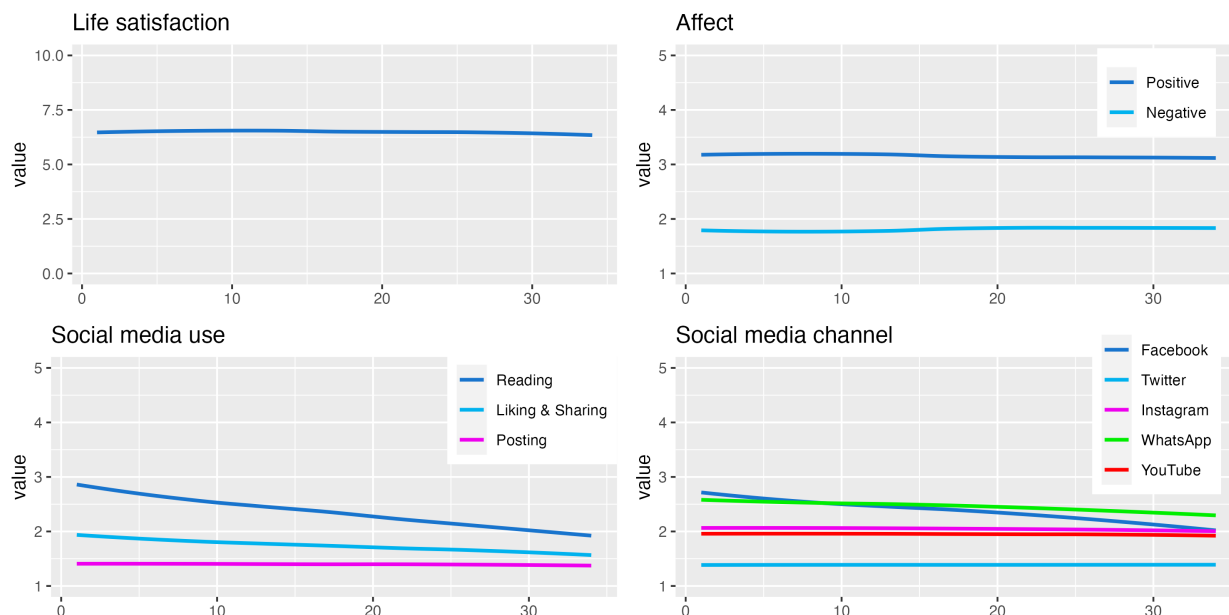 Life satisfaction
10.0
7.5
5.0
2.5
0.0
value
0 10 20 30
Affect
5
4
3
2
1
value
0 10 20 30
Positive
Negative
Social media use
5
4
3
2
1
value
0 10 20 30
Reading
Liking & Sharing
Posting
Social media channel
5
4
3
2
1
value
0 10 20 30
Facebook
Twitter
Instagram
WhatsApp
YouTube